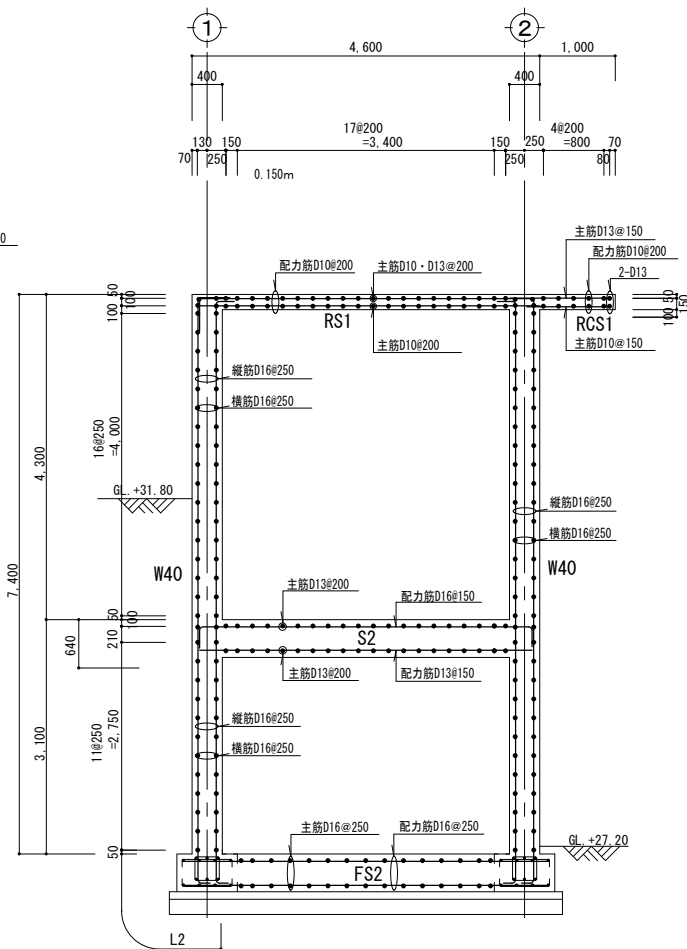 ① ②
4,600 1,000
400 400
17@200
=3,400
4@200
=800
130 150 150 250 70
70 250 250 80
0.150m
主筋D13@150
配力筋D10@200
2-D13
配力筋D10@200
主筋D10・D13@200
RS1
RCS1
主筋D10@200
主筋D10@150
50
100
100
50
150
100
0
縦筋D16@250
横筋D16@250
16@250
=4,000
4,300
GL.+31.80
縦筋D16@250
横筋D16@250
W40
W40
7,400
主筋D13@200
配力筋D16@150
50
100
S2
640
210
主筋D13@200
配力筋D13@150
縦筋D16@250
横筋D16@250
11@250
=2,750
3,100
主筋D16@250
配力筋D16@250
GL.+27.20
50
FS2
L2